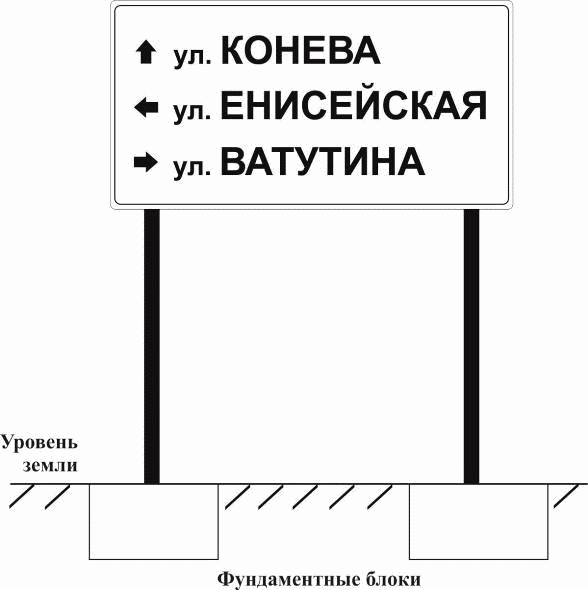 ул. КОНЕВА
ул. ЕНИСЕЙСКАЯ
ул. ВАТУТИНА
Уровень
земли
Фундаментные блоки